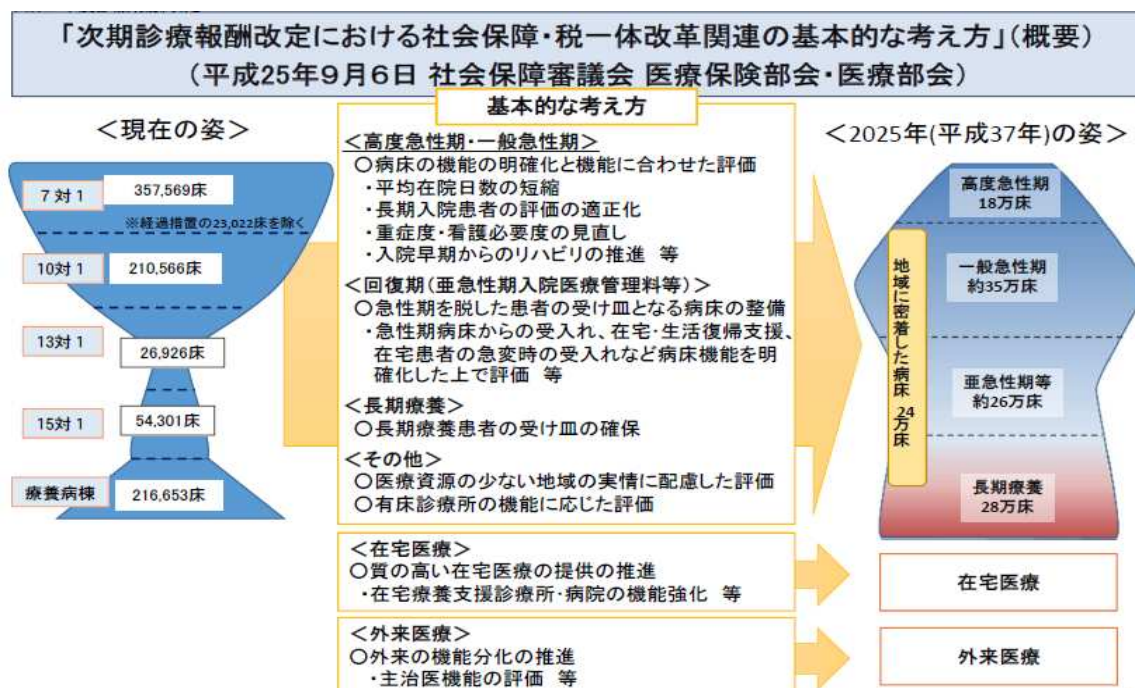 「次期診療報酬改定における社会保障・税一体改革関連の基本的な考え方」(概要)
(平成25年9月6日 社会保障審議会 医療保険部会・医療部会)
＜現在の姿＞
7対1
357,569床
※経過措置の23,022床を除く
10対1
210,566床
13対1
26,926床
15対1
54,301床
療養病棟
216,653床
基本的な考え方
＜高度急性期・一般急性期＞
○病床の機能の明確化と機能に合わせた評価
・平均在院日数の短縮
・長期入院患者の評価の適正化
・重症度・看護必要度の見直し
・入院早期からのリハビリの推進 等
＜回復期(亜急性期入院医療管理料等)＞
○急性期を脱した患者の受け皿となる病床の整備
・急性期病床からの受入れ、在宅・生活復帰支援、
在宅患者の急変時の受入れなど病床機能を明
確化した上で評価 等
＜長期療養＞
○長期療養患者の受け皿の確保
＜その他＞
○医療資源の少ない地域の実情に配慮した評価
○有床診療所の機能に応じた評価
＜在宅医療＞
○質の高い在宅医療の提供の推進
・在宅療養支援診療所・病院の機能強化 等
＜外来医療＞
○外来の機能分化の推進
・主治医機能の評価 等
＜2025年(平成37年)の姿＞
高度急性期
18万床
一般急性期
約35万床
亜急性期等
約26万床
長期療養
28万床
地域に密着した病床 24万床
在宅医療
外来医療